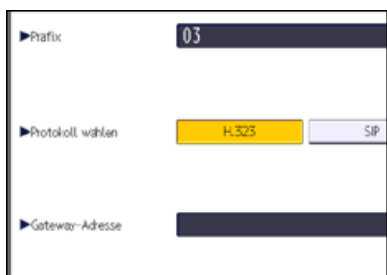 ▶Präfix 03
▶Protokoll wählen H.323 SIP
▶Gateway-Adresse